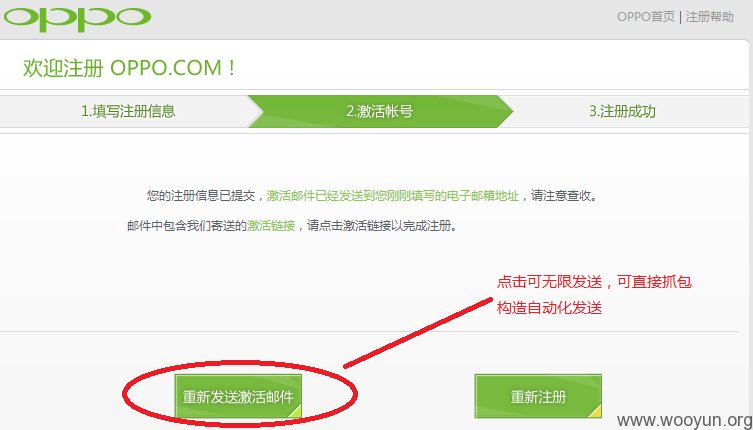 oppo
OPPO首页 | 注册帮助
欢迎注册 OPPO.COM！
1.填写注册信息
2.激活帐号
3.注册成功
您的注册信息已提交，激活邮件已经发送到您刚刚填写的电子邮箱地址，请注意查收。
邮件中包含我们寄送的激活链接，请点击激活链接以完成注册。
点击可无限发送，可直接抓包
构造自动化发送
重新发送激活邮件
重新注册
www.wooyun.org